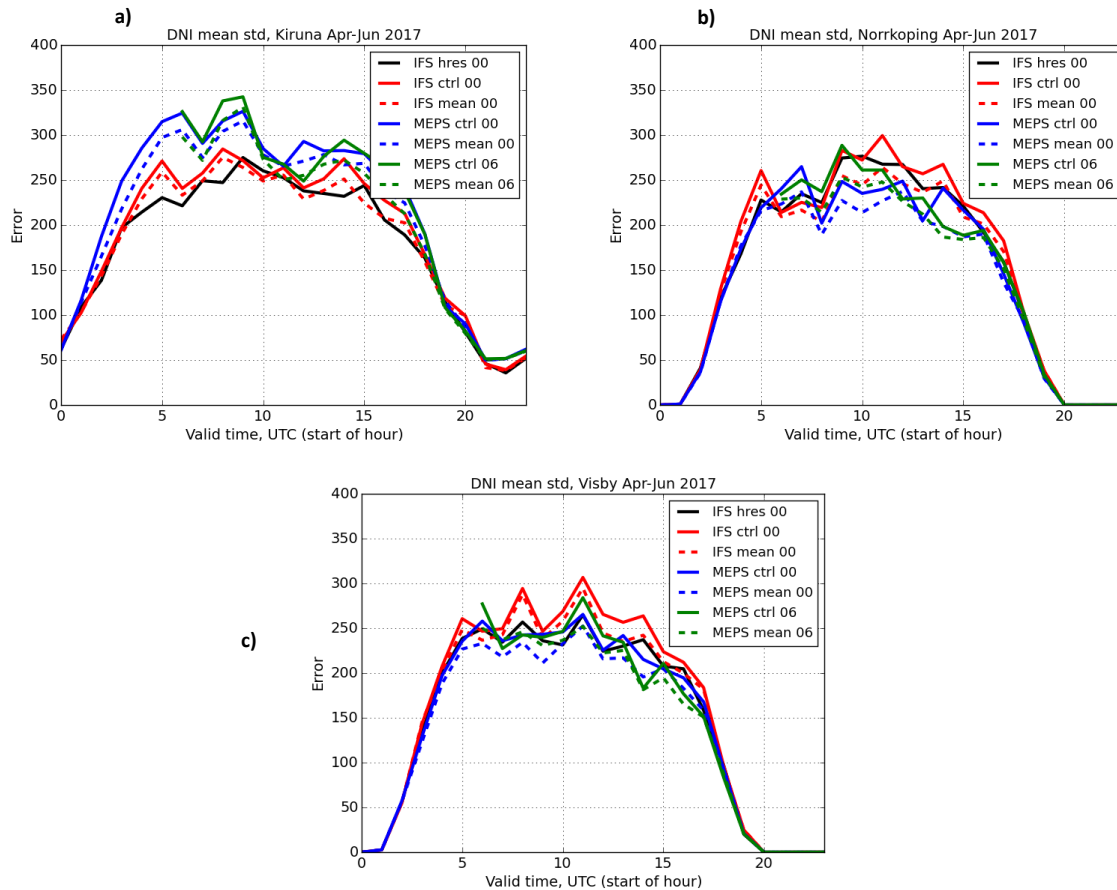 a)
DNI mean std, Kiruna Apr-Jun 2017
400
350
300
250
200
150
100
50
0
Error
0 5 10 15 20
Valid time, UTC (start of hour)
IFS hres 00
IFS ctrl 00
IFS mean 00
MEPS ctrl 00
MEPS mean 00
MEPS ctrl 06
MEPS mean 06
b)
DNI mean std, Norrkoping Apr-Jun 2017
400
350
300
250
200
150
100
50
0
Error
0 5 10 15 20
Valid time, UTC (start of hour)
IFS hres 00
IFS ctrl 00
IFS mean 00
MEPS ctrl 00
MEPS mean 00
MEPS ctrl 06
MEPS mean 06
c)
DNI mean std, Visby Apr-Jun 2017
400
350
300
250
200
150
100
50
0
Error
0 5 10 15 20
Valid time, UTC (start of hour)
IFS hres 00
IFS ctrl 00
IFS mean 00
MEPS ctrl 00
MEPS mean 00
MEPS ctrl 06
MEPS mean 06